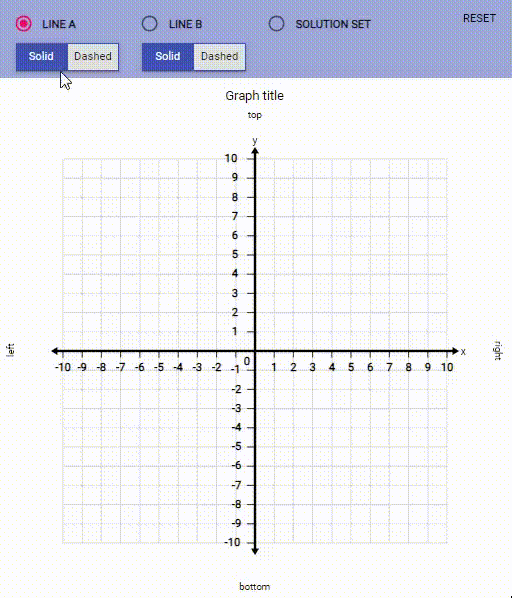 LINE A LINE B SOLUTION SET RESET
Solid Dashed Solid Dashed
Graph title
top
y
10
9
8
7
6
5
4
3
2
1
left right
0 x
-10 -9 -8 -7 -6 -5 -4 -3 -2 -1 1 2 3 4 5 6 7 8 9 10
-2
-3
-4
-5
-6
-7
-8
-9
-10
bottom